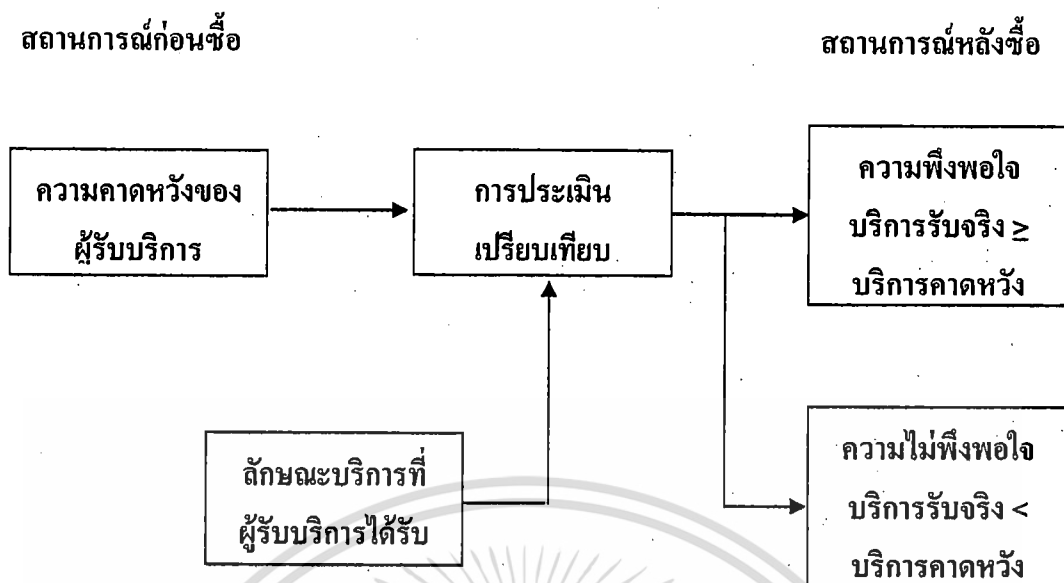 สถานการณ์ก่อนซื้อ
สถานการณ์หลังซื้อ
ความคาดหวังของ
ผู้รับบริการ
การประเมิน
เปรียบเทียบ
ความพึงพอใจ
บริการรับจริง ≥
บริการคาดหวัง
ลักษณะบริการที่
ผู้รับบริการได้รับ
ความไม่พึงพอใจ
บริการรับจริง <
บริการคาดหวัง